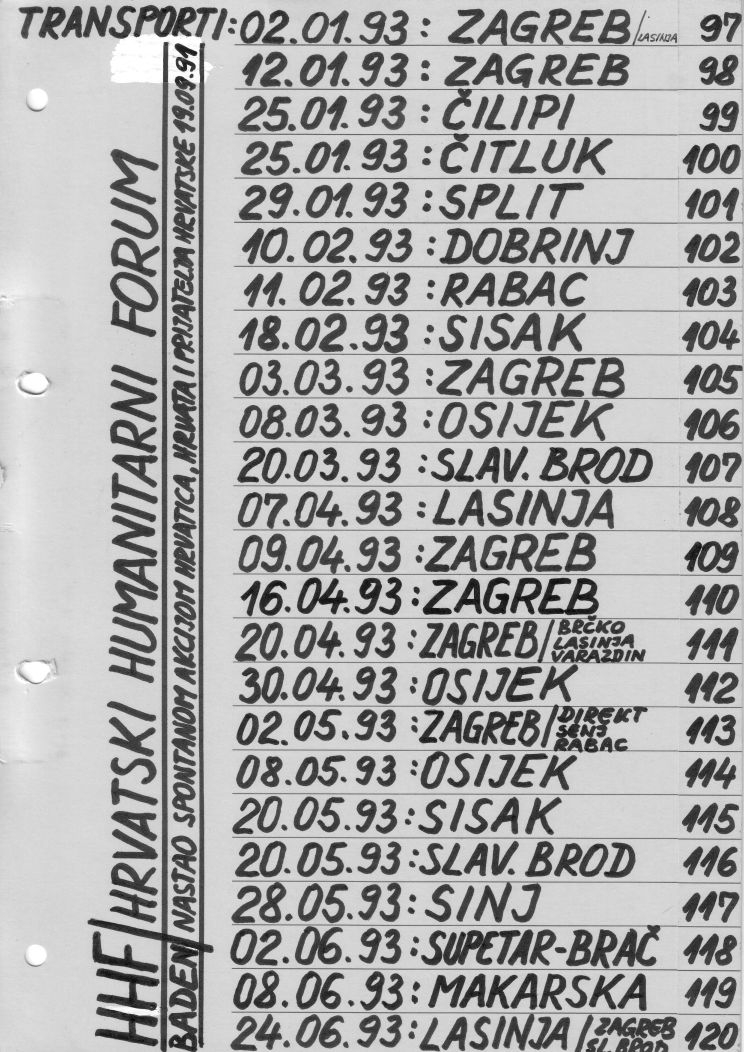 TRANSPORTI: 02.01.93: ZAGREB/LASINJA 97
12.01.93: ZAGREB 98
25.01.93: ČILIPI 99
25.01.93: ČITLUK 100
29.01.93: SPLIT 101
10.02.93: DOBRINJ 102
11.02.93: RABAC 103
18.02.93: SISAK 104
03.03.93: ZAGREB 105
08.03.93: OSIJEK 106
20.03.93: SLAV. BROD 107
07.04.93: LASINJA 108
09.04.93: ZAGREB 109
16.04.93: ZAGREB 110
20.04.93: ZAGREB/BRČKO LASINJA VARAZDIN 111
30.04.93: OSIJEK 112
02.05.93: ZAGREB/DIREKT SENJ RABAC 113
08.05.93: OSIJEK 114
20.05.93: SISAK 115
20.05.93: SLAV. BROD 116
28.05.93: SINJ 117
02.06.93: SUPETAR-BRAČ 118
08.06.93: MAKARSKA 119
24.06.93: LASINJA/ZAGREB SL. BROD 120
HHF/HRVATSKI HUMANITARNI FORUM
BADEN/NASTAO SPONTANOM AKCIJOM HRVATICA, HRVATA I PRIJATELJA HRVATSKE 19.09.91